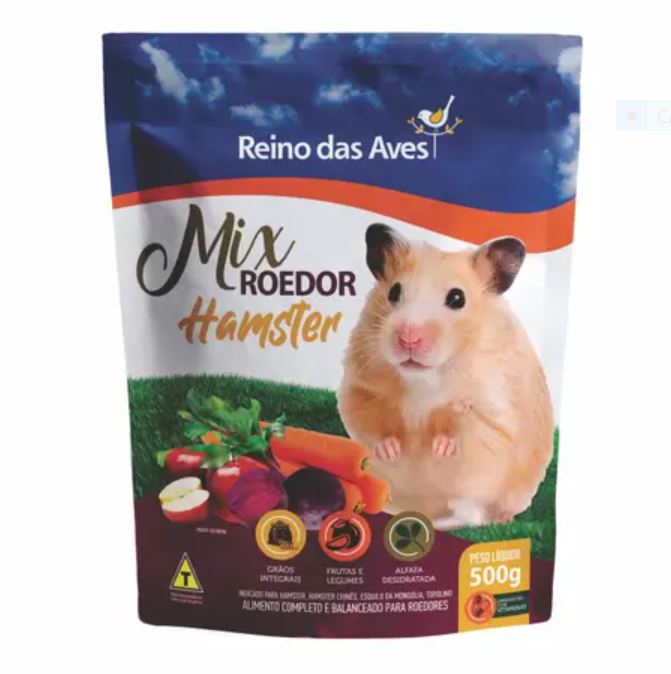 Reino das Aves
Mix
ROEDOR
Hamster
GRÃOS
INTEGRAIS
FRUTAS E
LEGUMES
ALFAFA
DESIDRATADA
PESO LÍQUIDO
500g
T
INDICADO PARA HAMSTER, HAMSTER CHINÊS, ESQUILO DA MONGÓLIA, TOPOLINO
ALIMENTO COMPLETO E BALANCEADO PARA ROEDORES
VITAMINAS